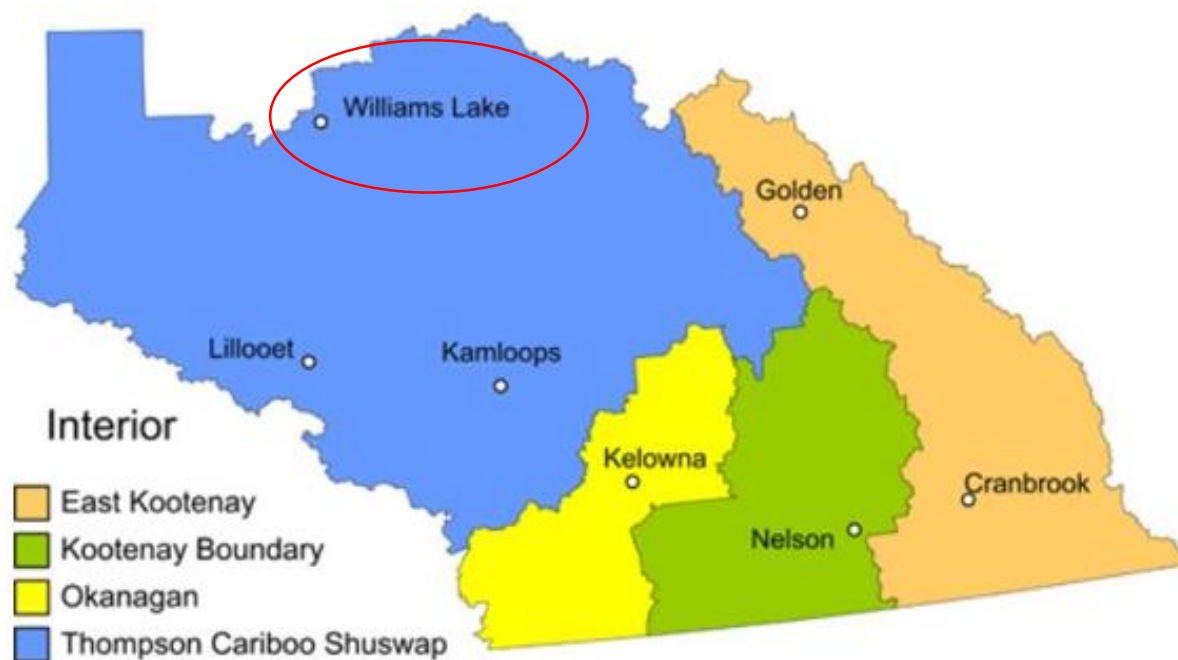 Williams Lake
Golden
Lillooet
Kamloops
Interior
Kelowna
Cranbrook
Nelson
East Kootenay
Kootenay Boundary
Okanagan
Thompson Cariboo Shuswap